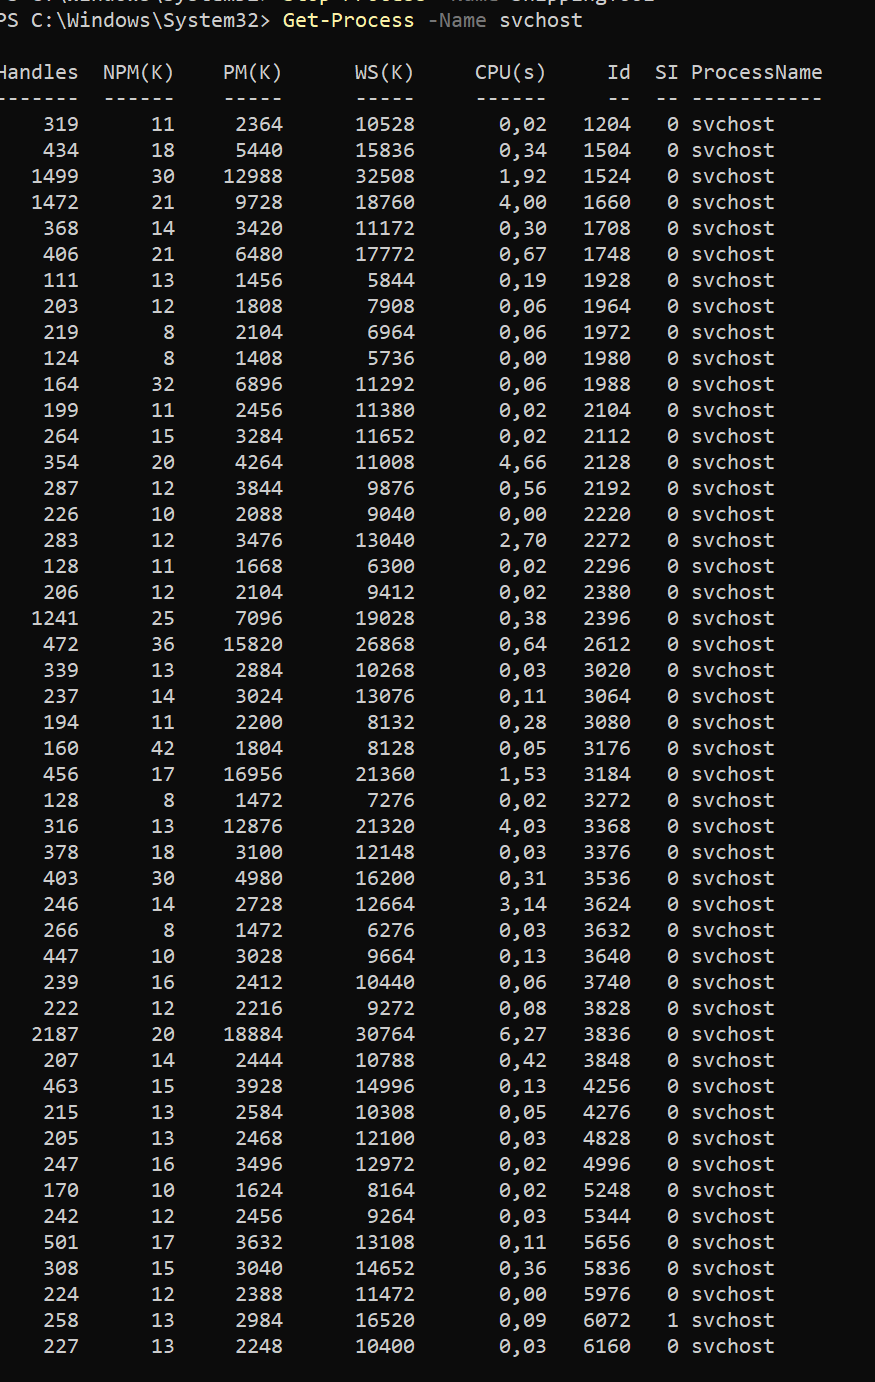 PS C:\Windows\System32> Get-Process -Name svchost
Handles NPM(K) PM(K) WS(K) CPU(s) Id SI ProcessName
------- ------ ----- ----- ------ -- -- -----------
319 11 2364 10528 0,02 1204 0 svchost
434 18 5440 15836 0,34 1504 0 svchost
1499 30 12988 32508 1,92 1524 0 svchost
1472 21 9728 18760 4,00 1660 0 svchost
368 14 3420 11172 0,30 1708 0 svchost
406 21 6480 17772 0,67 1748 0 svchost
111 13 1456 5844 0,19 1928 0 svchost
203 12 1808 7908 0,06 1964 0 svchost
219 8 2104 6964 0,06 1972 0 svchost
124 8 1408 5736 0,00 1980 0 svchost
164 32 6896 11292 0,06 1988 0 svchost
199 11 2456 11380 0,02 2104 0 svchost
264 15 3284 11652 0,02 2112 0 svchost
354 20 4264 11008 4,66 2128 0 svchost
287 12 3844 9876 0,56 2192 0 svchost
226 10 2088 9040 0,00 2220 0 svchost
283 12 3476 13040 2,70 2272 0 svchost
128 11 1668 6300 0,02 2296 0 svchost
206 12 2104 9412 0,02 2380 0 svchost
1241 25 7096 19028 0,38 2396 0 svchost
472 36 15820 26868 0,64 2612 0 svchost
339 13 2884 10268 0,03 3020 0 svchost
237 14 3024 13076 0,11 3064 0 svchost
194 11 2200 8132 0,28 3080 0 svchost
160 42 1804 8128 0,05 3176 0 svchost
456 17 16956 21360 1,53 3184 0 svchost
128 8 1472 7276 0,02 3272 0 svchost
316 13 12876 21320 4,03 3368 0 svchost
378 18 3100 12148 0,03 3376 0 svchost
403 30 4980 16200 0,31 3536 0 svchost
246 14 2728 12664 3,14 3624 0 svchost
266 8 1472 6276 0,03 3632 0 svchost
447 10 3028 9664 0,13 3640 0 svchost
239 16 2412 10440 0,06 3740 0 svchost
222 12 2216 9272 0,08 3828 0 svchost
2187 20 18884 30764 6,27 3836 0 svchost
207 14 2444 10788 0,42 3848 0 svchost
463 15 3928 14996 0,13 4256 0 svchost
215 13 2584 10308 0,05 4276 0 svchost
205 13 2468 12100 0,03 4828 0 svchost
247 16 3496 12972 0,02 4996 0 svchost
170 10 1624 8164 0,02 5248 0 svchost
242 12 2456 9264 0,03 5344 0 svchost
501 17 3632 13108 0,11 5656 0 svchost
308 15 3040 14652 0,36 5836 0 svchost
224 12 2388 11472 0,00 5976 0 svchost
258 13 2984 16520 0,09 6072 1 svchost
227 13 2248 10400 0,03 6160 0 svchost